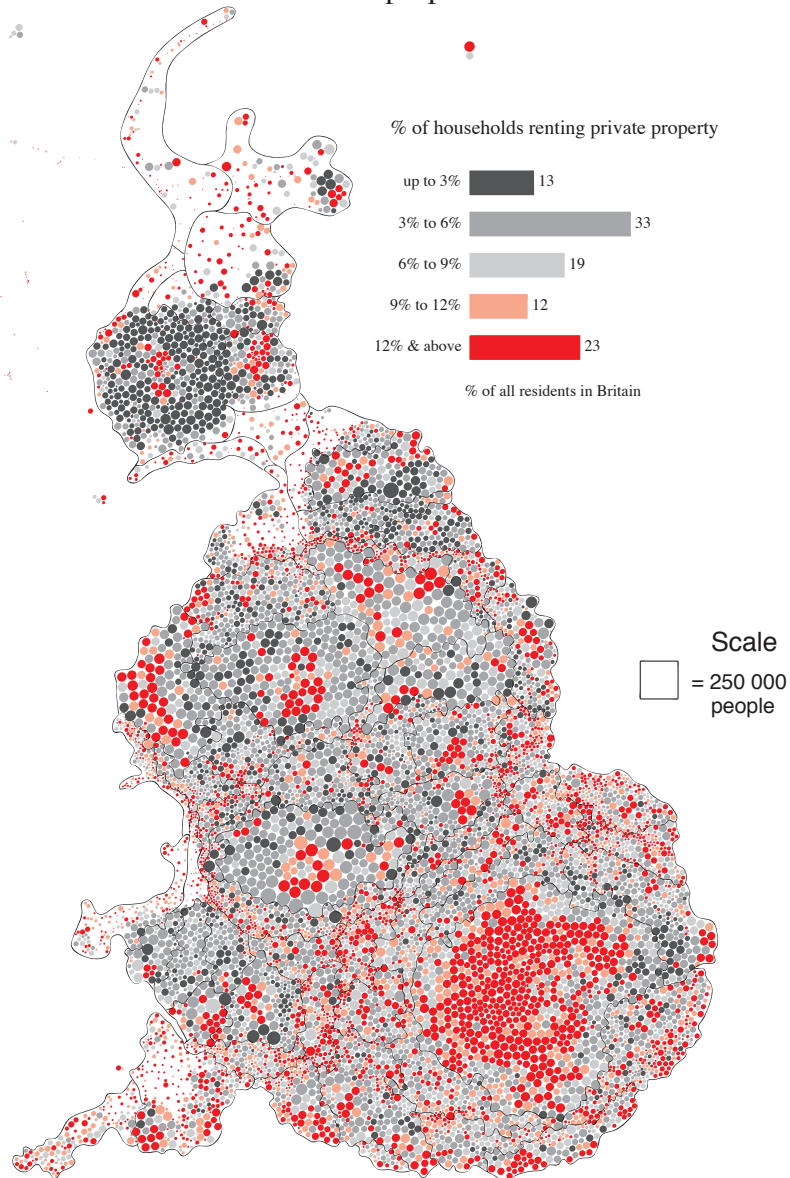 % of households renting private property
up to 3% 13
3% to 6% 33
6% to 9% 19
9% to 12% 12
12% & above 23
% of all residents in Britain
Scale
= 250 000
people